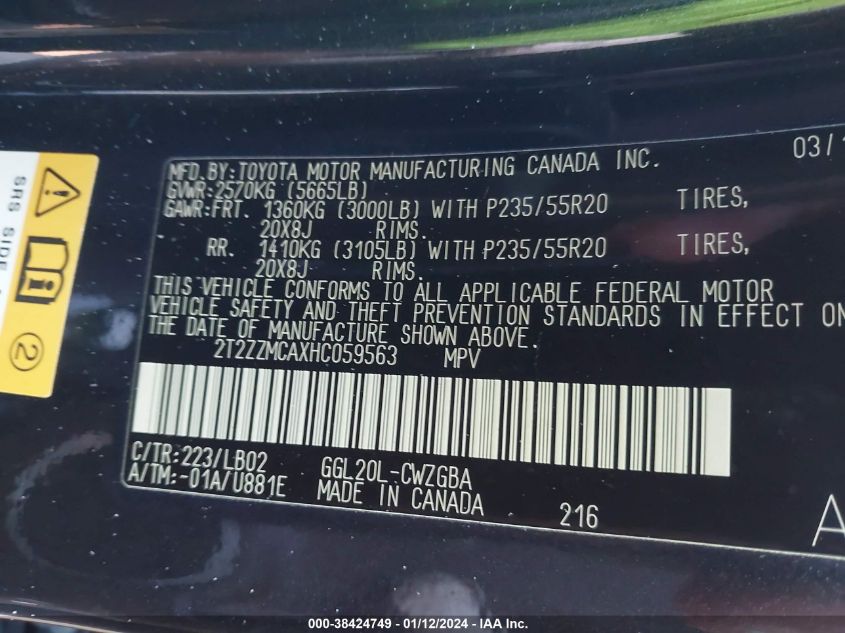 MFD.BY:TOYOTA MOTOR MANUFACTURING CANADA INC. 03/1
GVWR:2570KG (5665LB)
GAWR:FRT. 1360KG (3000LB) WITH P235/55R20 TIRES,
20X8J RIMS.
RR. 1410KG (3105LB) WITH P235/55R20 TIRES,
20X8J RIMS.
THIS VEHICLE CONFORMS TO ALL APPLICABLE FEDERAL MOTOR
VEHICLE SAFETY AND THEFT PREVENTION STANDARDS IN EFFECT ON
THE DATE OF MANUFACTURE SHOWN ABOVE.
2T2ZZMCAXHC059563 MPV
C/TR:223/LB02 GGL20L-CWZGBA
A/TM:-01A/U881E MADE IN CANADA 216
A
SRS SIDE
2
000-38424749 - 01/12/2024 - IAA Inc.